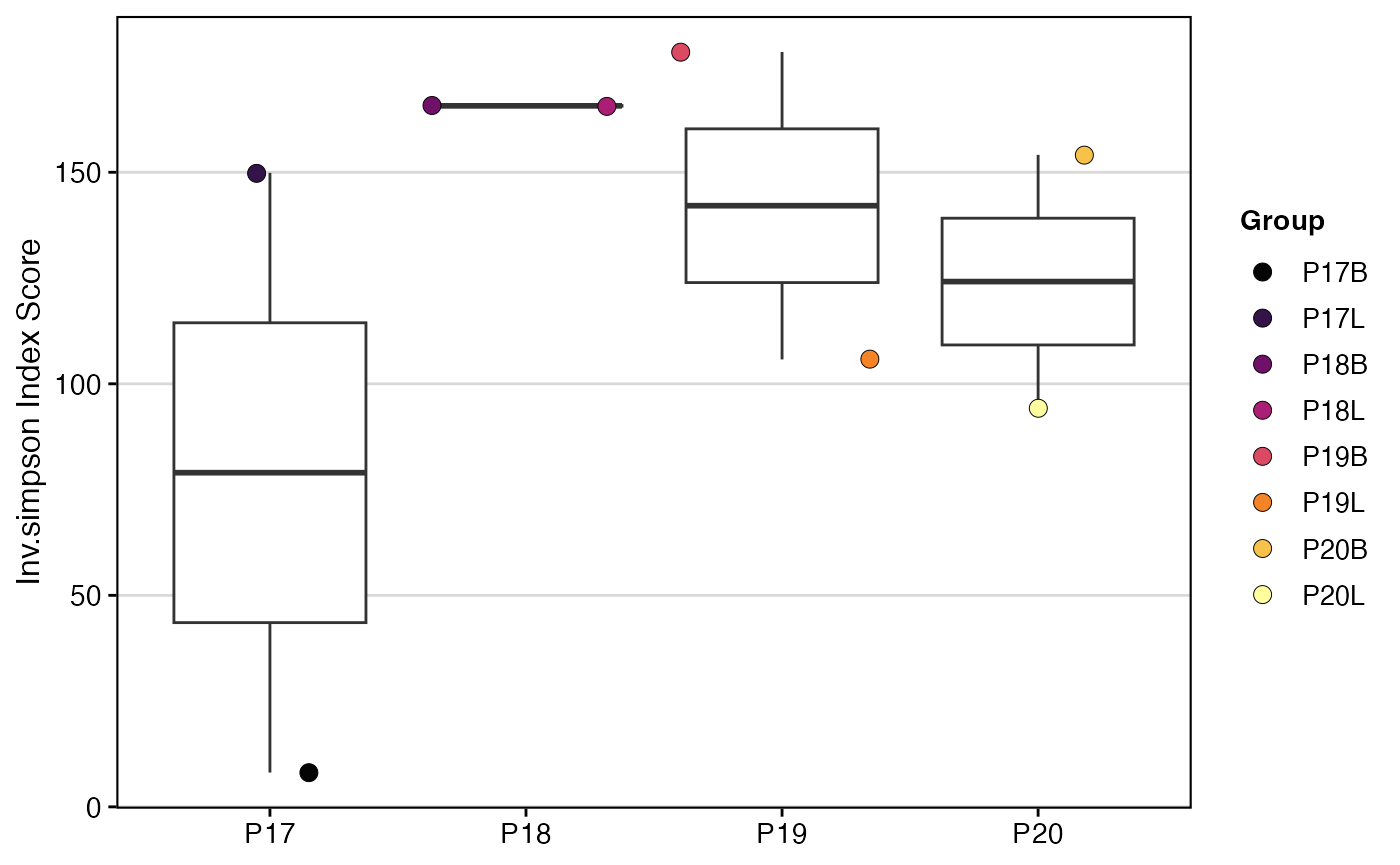 Inv.simpson Index Score
150
100
50
0
P17
P18
P19
P20
Group
P17B
P17L
P18B
P18L
P19B
P19L
P20B
P20L